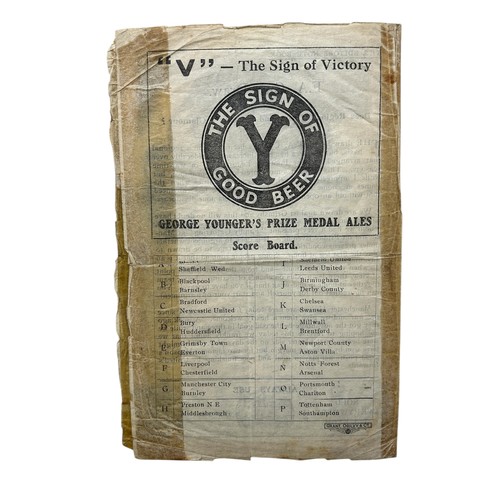 "V" — The Sign of Victory
THE SIGN OF
Y
GOOD BEER
GEORGE YOUNGER'S PRIZE MEDAL ALES
Score Board.
A
Sheffield Wed.
B Blackpool
Barnsley
C Bradford
Newcastle United
D Bury
Huddersfield
E Grimsby Town
Everton
F Liverpool
Chesterfield
G Manchester City
Burnley
H Preston N E
Middlesbrough
I
Leeds United
J Birmingham
Derby County
K Chelsea
Swansea
L Millwall
Brentford
M Newport County
Aston Villa
N Notts Forest
Arsenal
O Portsmouth
Charlton
P Tottenham
Southampton